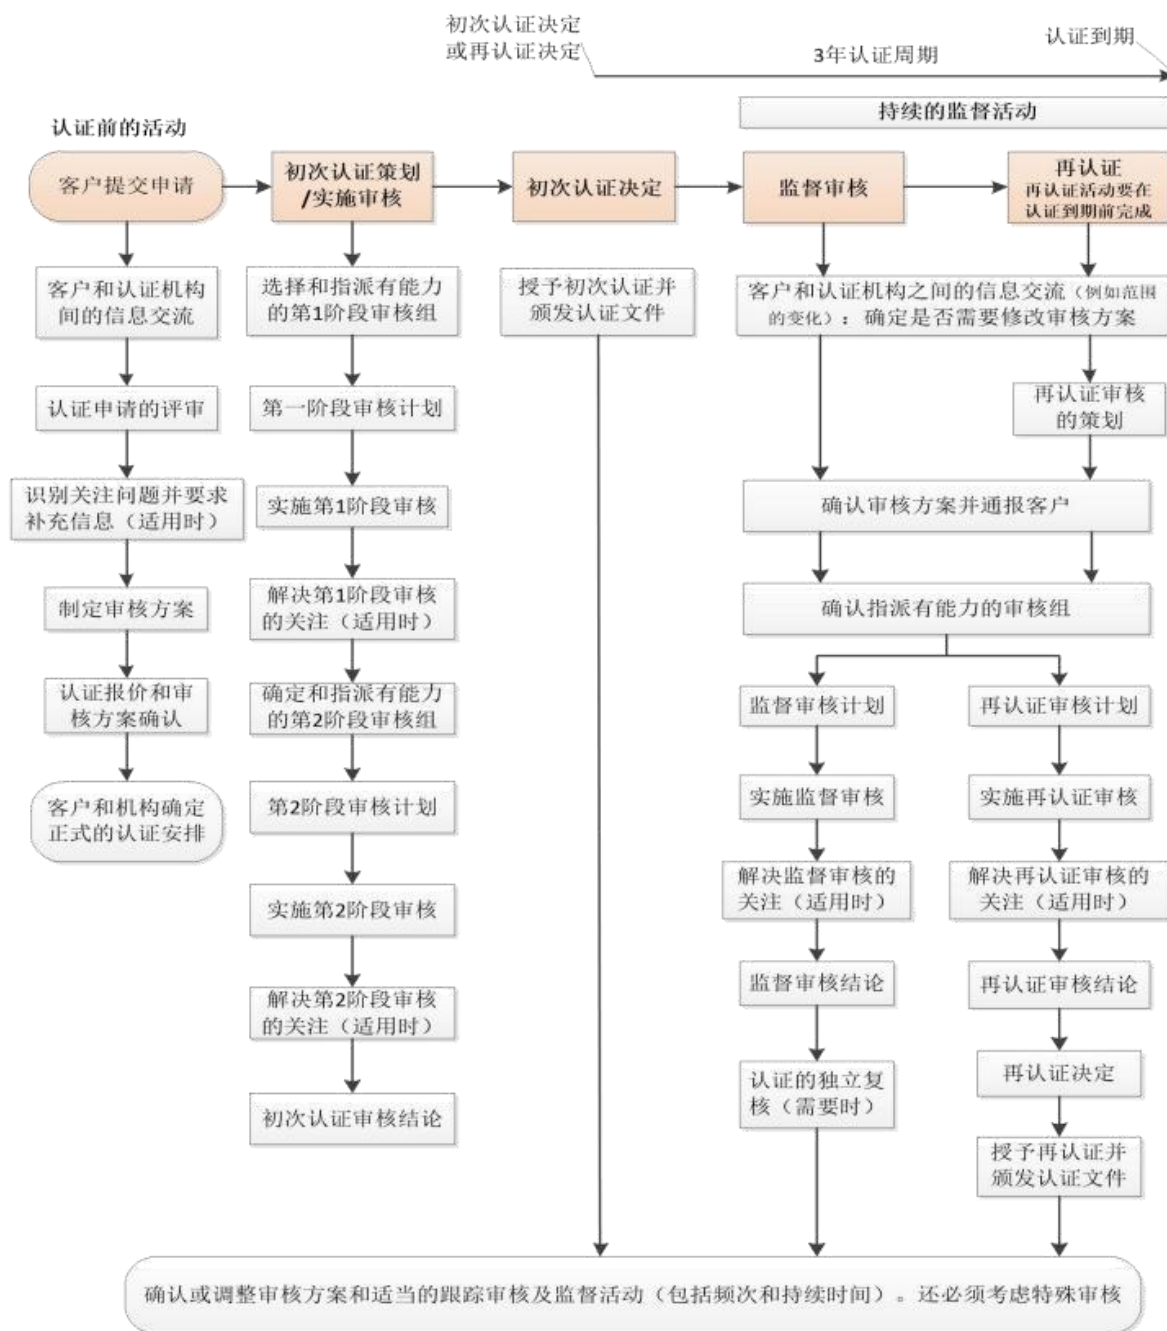 初次认证决定
或再认证决定
3年认证周期
认证到期
持续的监督活动
认证前的活动
客户提交申请
客户和认证机构
间的信息交流
认证申请的评审
识别关注问题并要求
补充信息（适用时）
制定审核方案
认证报价和审
核方案确认
客户和机构确定
正式的认证安排
初次认证策划
/实施审核
选择和指派有能力
的第1阶段审核组
第一阶段审核计划
实施第1阶段审核
解决第1阶段审核
的关注（适用时）
确定和指派有能力
的第2阶段审核组
第2阶段审核计划
实施第2阶段审核
解决第2阶段审核
的关注（适用时）
初次认证审核结论
初次认证决定
授予初次认证并
颁发认证文件
监督审核
再认证
再认证活动要在
认证到期前完成
客户和认证机构之间的信息交流（例如范围
的变化）：确定是否需要修改审核方案
再认证审核
的策划
确认审核方案并通报客户
确认指派有能力的审核组
监督审核计划
实施监督审核
解决监督审核的
关注（适用时）
监督审核结论
认证的独立复
核（需要时）
再认证审核计划
实施再认证审核
解决再认证审核的
关注（适用时）
再认证审核结论
再认证决定
授予再认证并
颁发认证文件
确认或调整审核方案和适当的跟踪审核及监督活动（包括频次和持续时间）。还必须考虑特殊审核